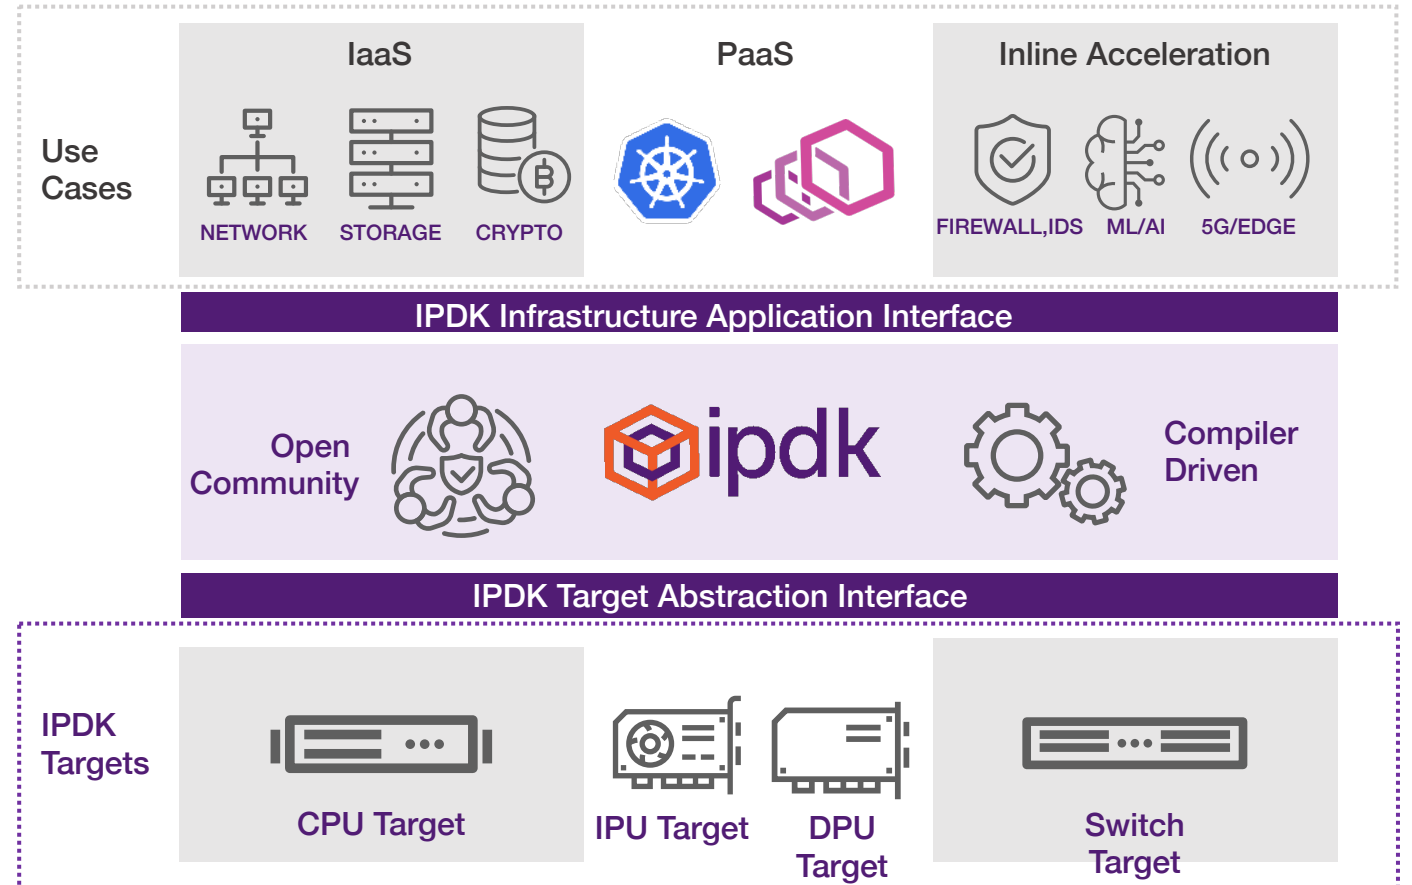 IaaS
PaaS
Inline Acceleration
Use
Cases
NETWORK
STORAGE
CRYPTO
FIREWALL,IDS
ML/AI
5G/EDGE
IPDK Infrastructure Application Interface
Open
Community
ipdk
Compiler
Driven
IPDK Target Abstraction Interface
IPDK
Targets
CPU Target
IPU Target
DPU
Target
Switch
Target